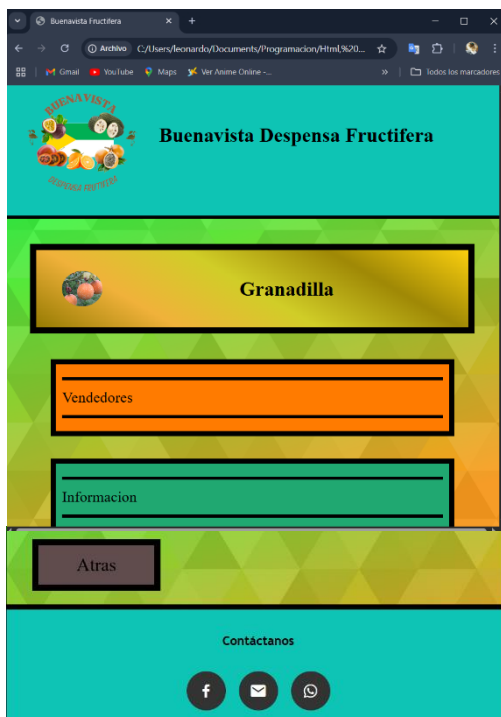 Buenavista Fructifera
Archivo C:/Users/leonardo/Documents/Programacion/Html,%20...
Gmail YouTube Maps Ver Anime Online -... » Todos los marcadores
BUENAVISTA
DESPENSA FRUCTIFERA
Buenavista Despensa Fructifera
Granadilla
Vendedores
Informacion
Atras
Contáctanos